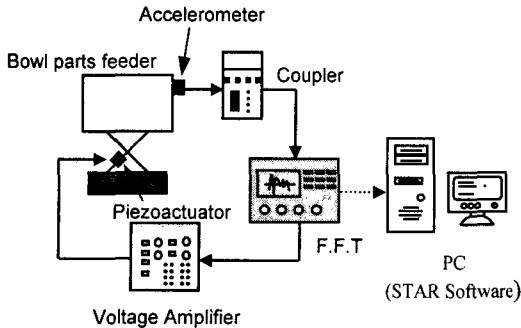 Accelerometer
Bowl parts feeder
Coupler
Piezoactuator
F.F.T
PC
(STAR Software)
Voltage Amplifier